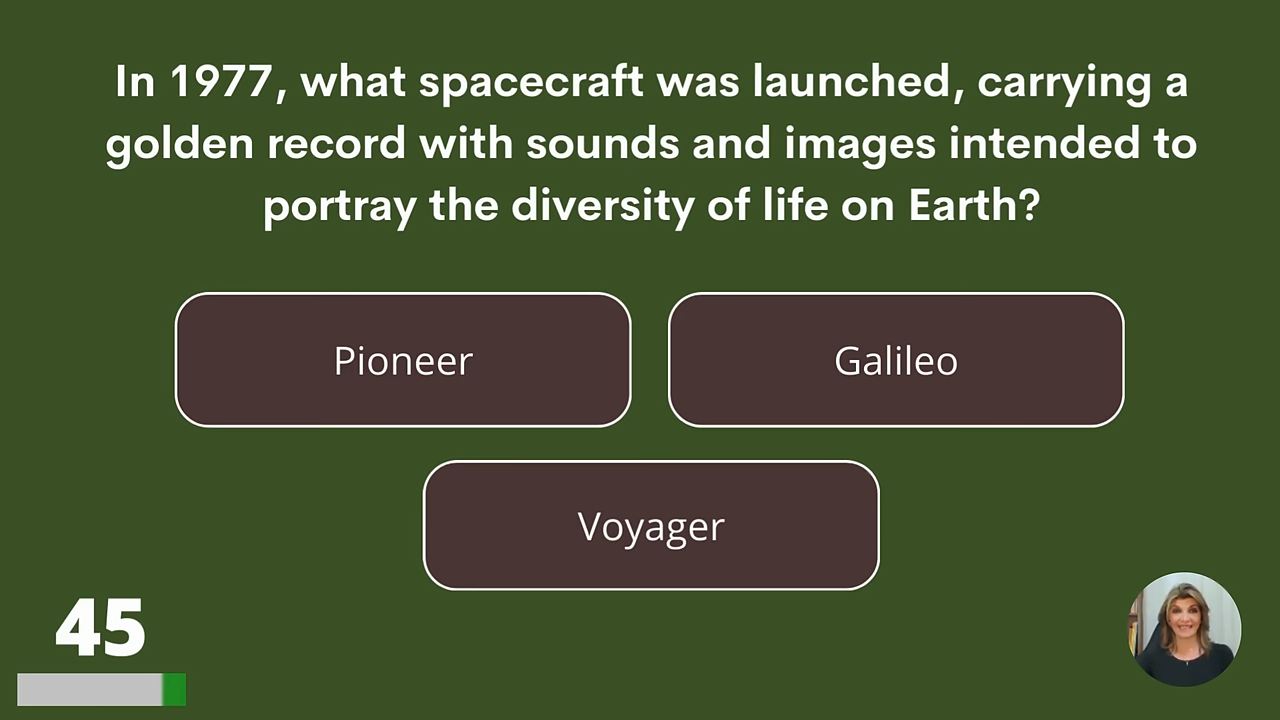 In 1977, what spacecraft was launched, carrying a
golden record with sounds and images intended to
portray the diversity of life on Earth?
Pioneer
Galileo
Voyager
45